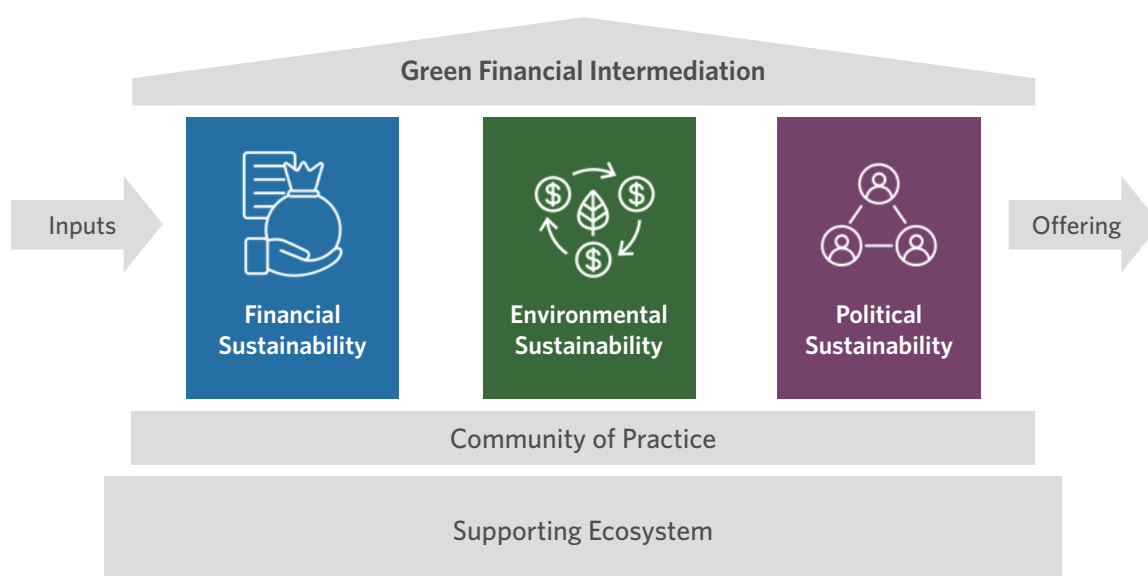 Green Financial Intermediation
Inputs
$ $
$
Offering
Financial
Sustainability
Environmental
Sustainability
Political
Sustainability
Community of Practice
Supporting Ecosystem